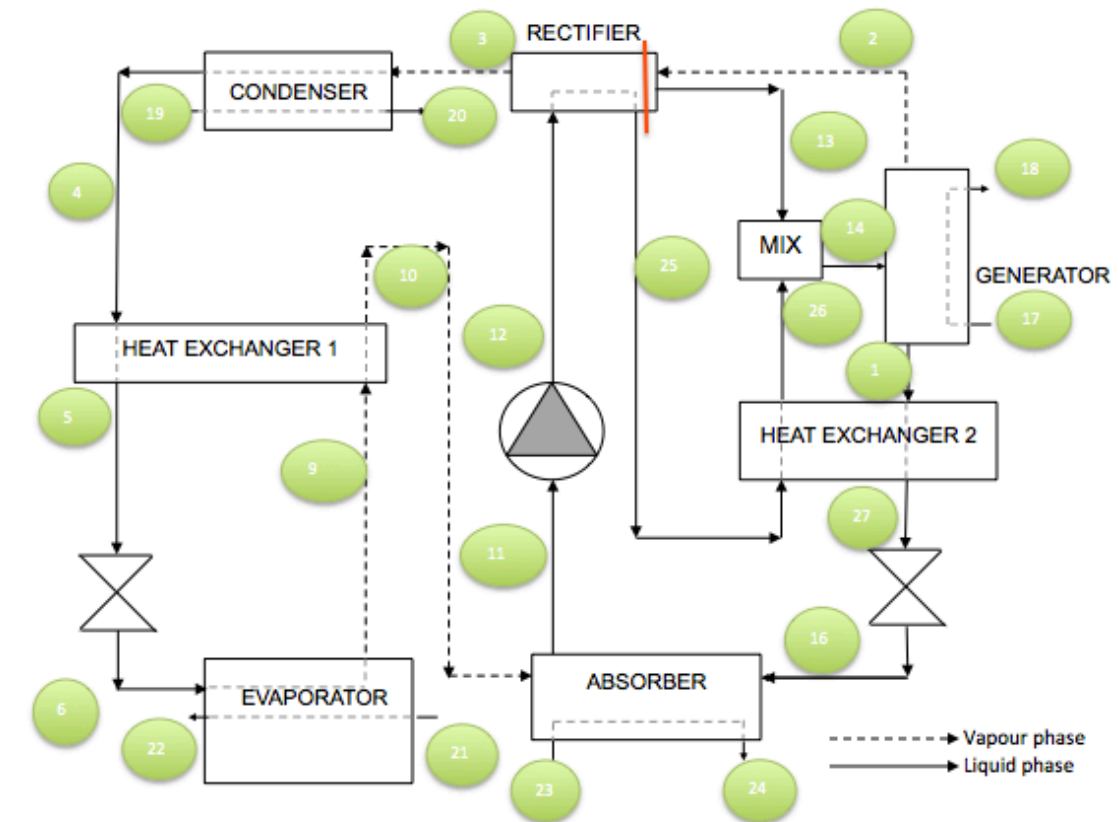 RECTIFIER
3
2
CONDENSER
19
20
13
18
4
MIX
14
25
GENERATOR
10
26
17
12
HEAT EXCHANGER 1
1
5
HEAT EXCHANGER 2
9
27
11
16
ABSORBER
EVAPORATOR
6
22
21
Vapour phase
Liquid phase
23
24